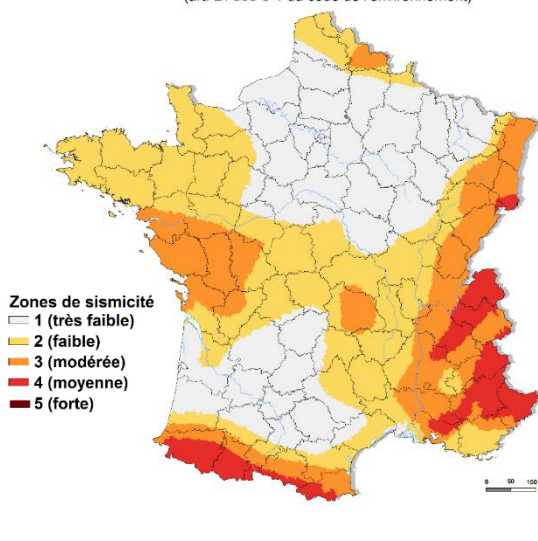 Zones de sismicité
1 (très faible)
2 (faible)
3 (modérée)
4 (moyenne)
5 (forte)
0 50 100